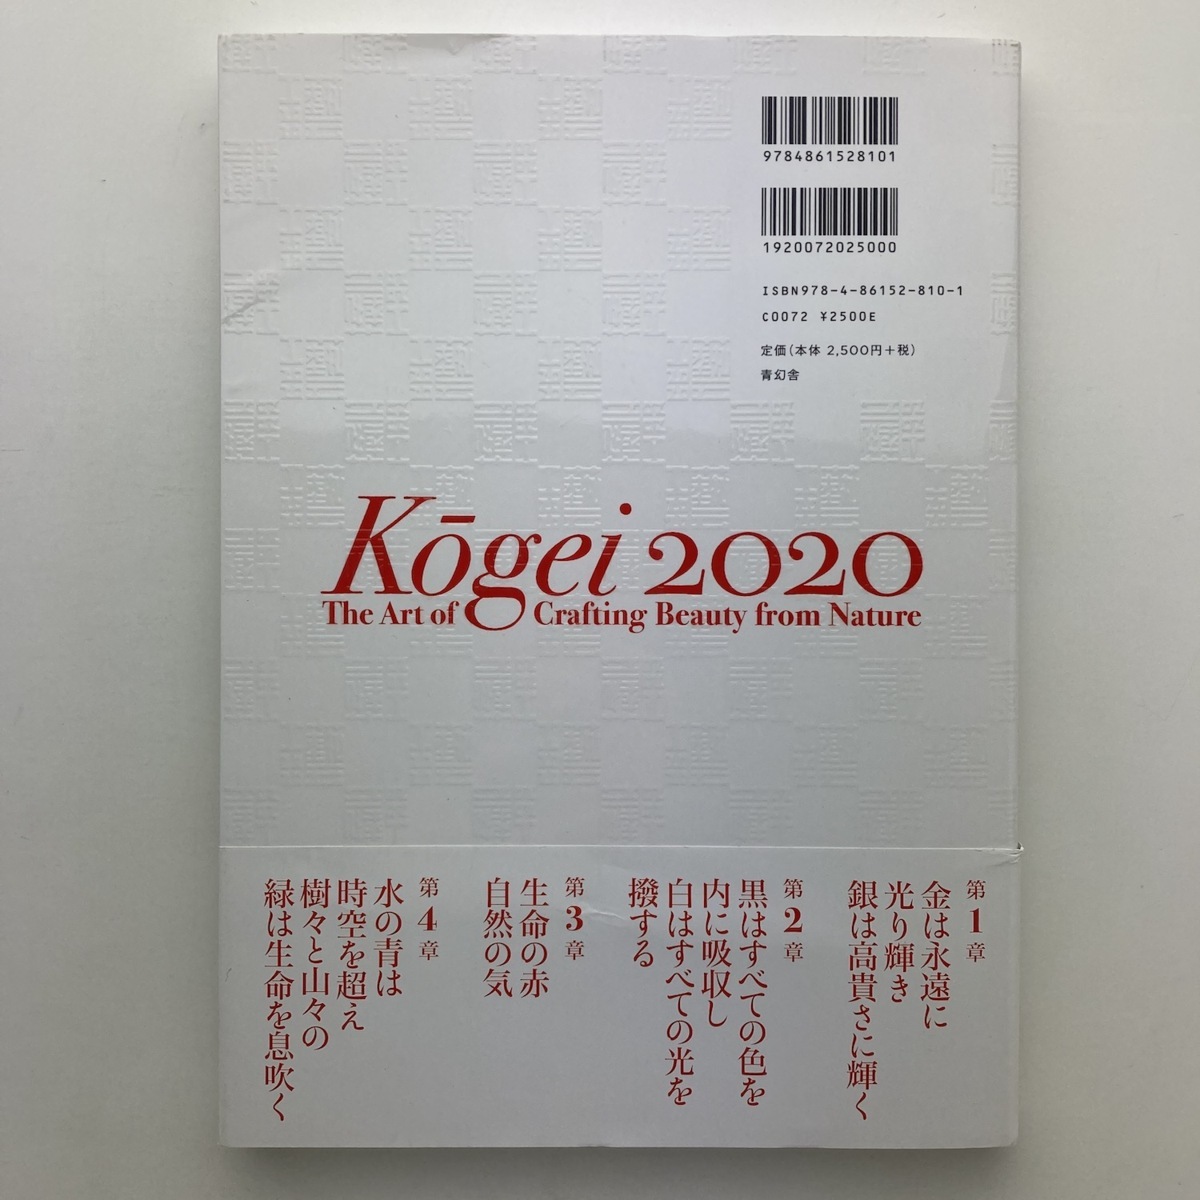 9784861528101
1920072025000
ISBN978-4-86152-810-1
C0072 ¥2500E
定価(本体 2,500円+税)
青幻舎
Kōgei 2020
The Art of Crafting Beauty from Nature
第1章
金は永遠に
光り輝き
銀は高貴さに輝く
第2章
黒はすべての色を
内に吸収し
白はすべての光を
撥する
第3章
生命の赤
自然の気
第4章
水の青は
時空を超え
樹々と山々の
緑は生命を息吹く